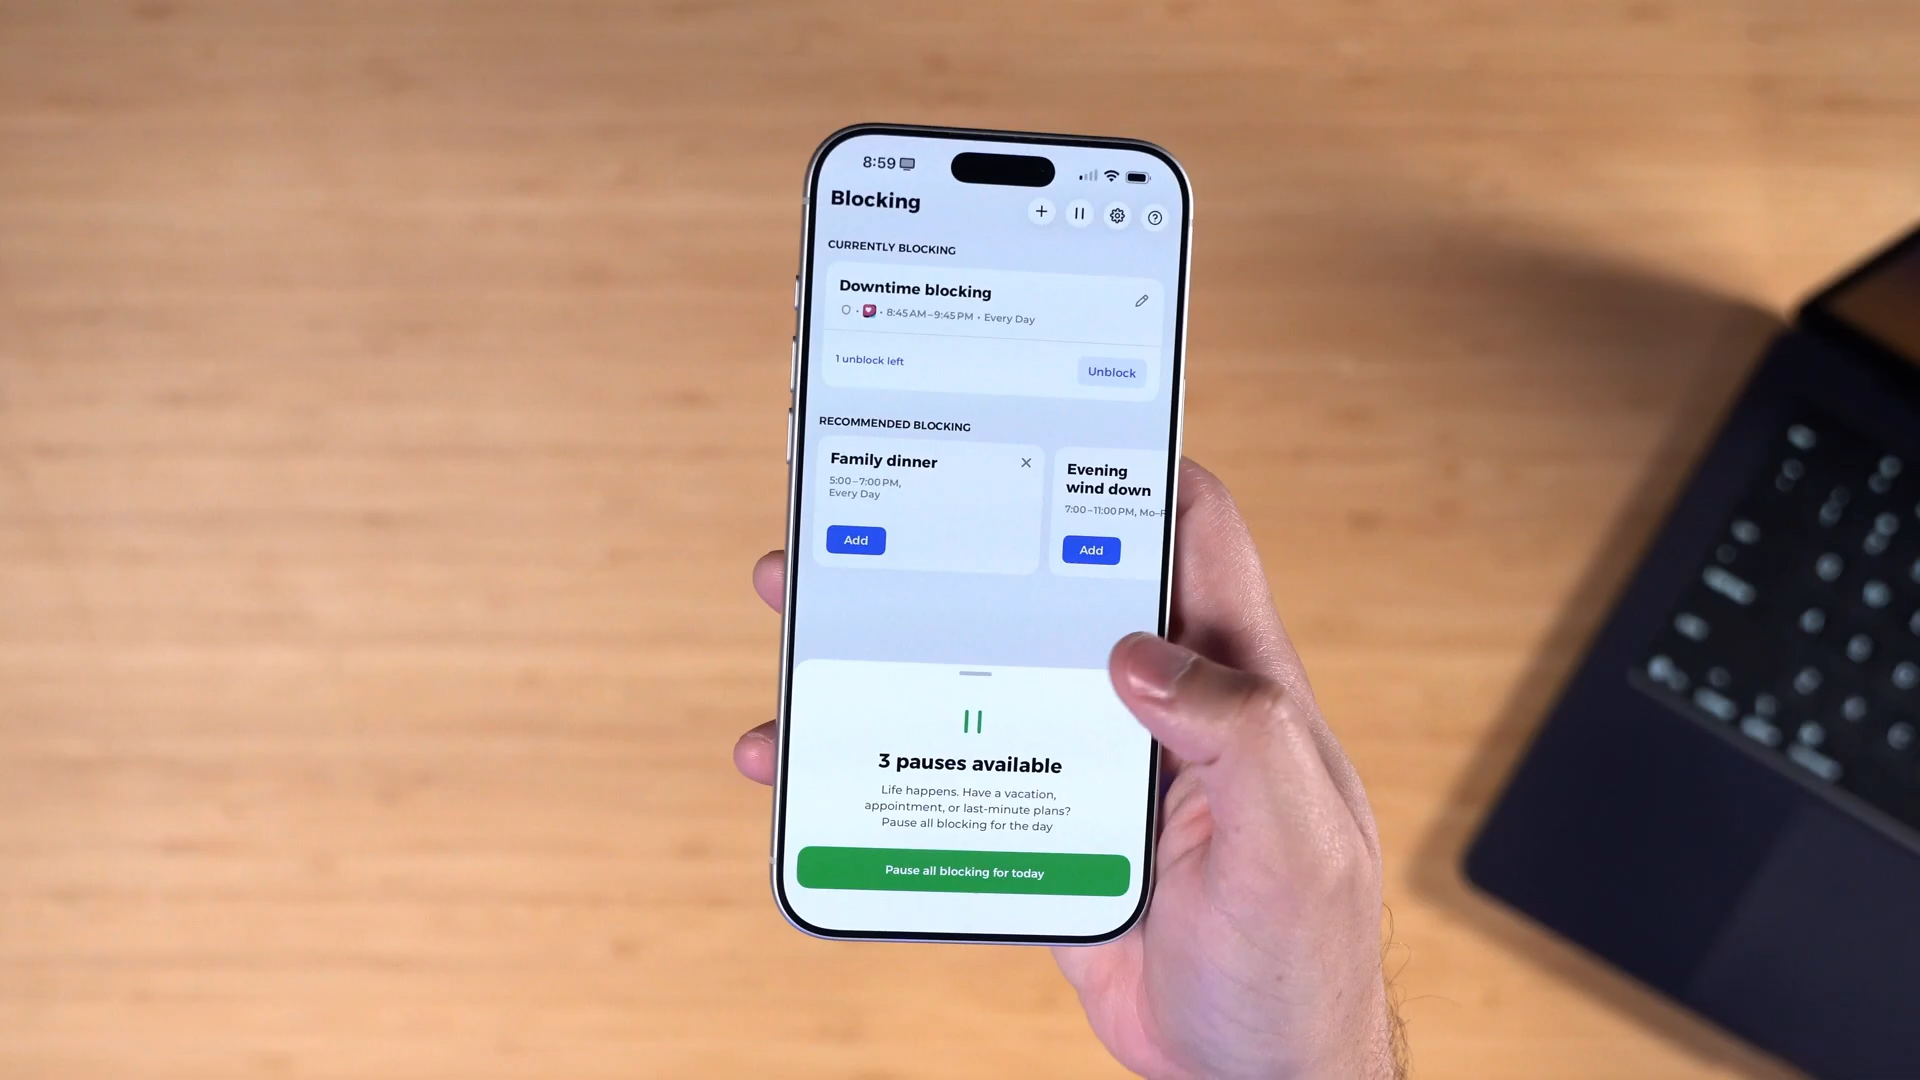 8:59
Blocking
CURRENTLY BLOCKING
Downtime blocking
8:45 AM–9:45 PM • Every Day
1 unblock left
Unblock
RECOMMENDED BLOCKING
Family dinner
5:00–7:00 PM,
Every Day
Add
Evening
wind down
7:00–11:00 PM, Mo–F
Add
3 pauses available
Life happens. Have a vacation,
appointment, or last-minute plans?
Pause all blocking for the day
Pause all blocking for today